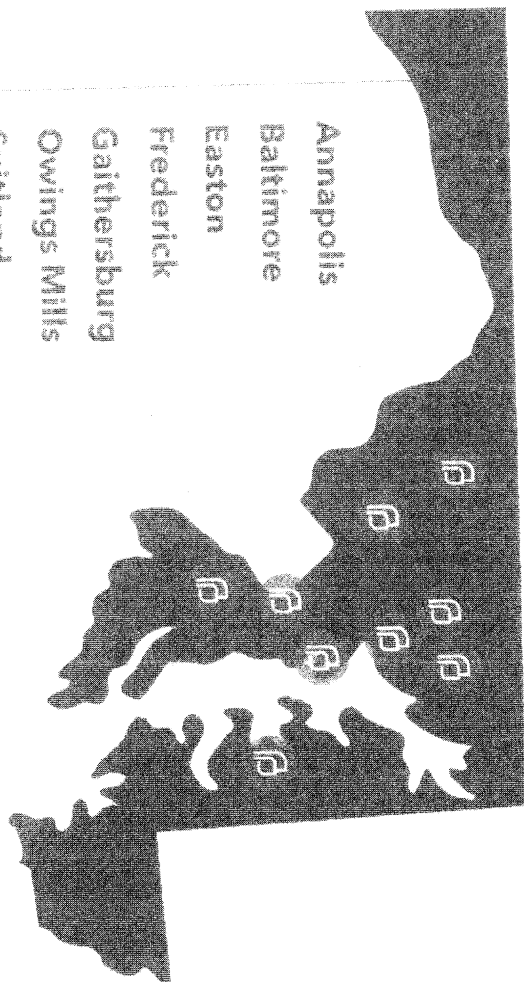 Annapolis
Baltimore
Easton
Frederick
Gaithersburg
Owings Mills